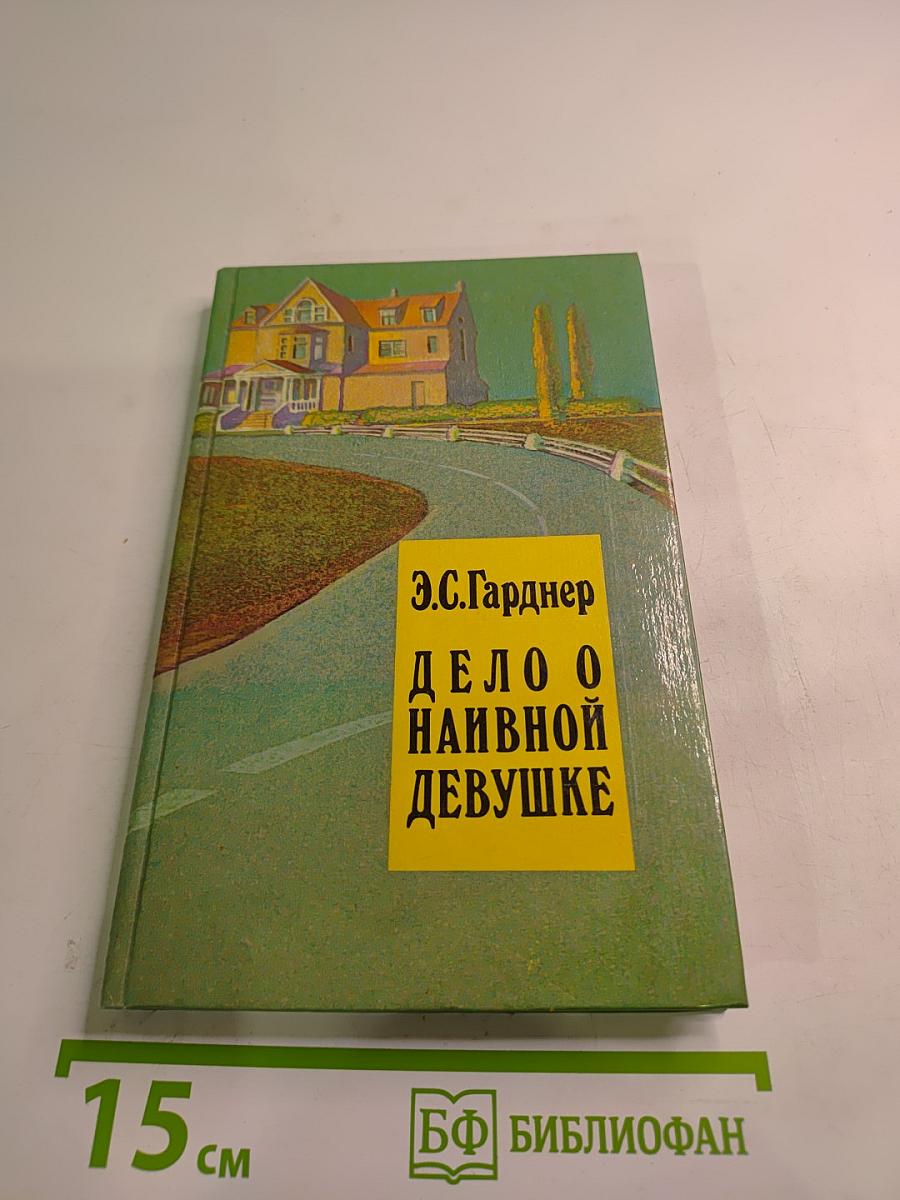 Э.С.Гарднер
ДЕЛО О
НАИВНОЙ
ДЕВУШКЕ
15 см
БФ БИБЛИОФАН